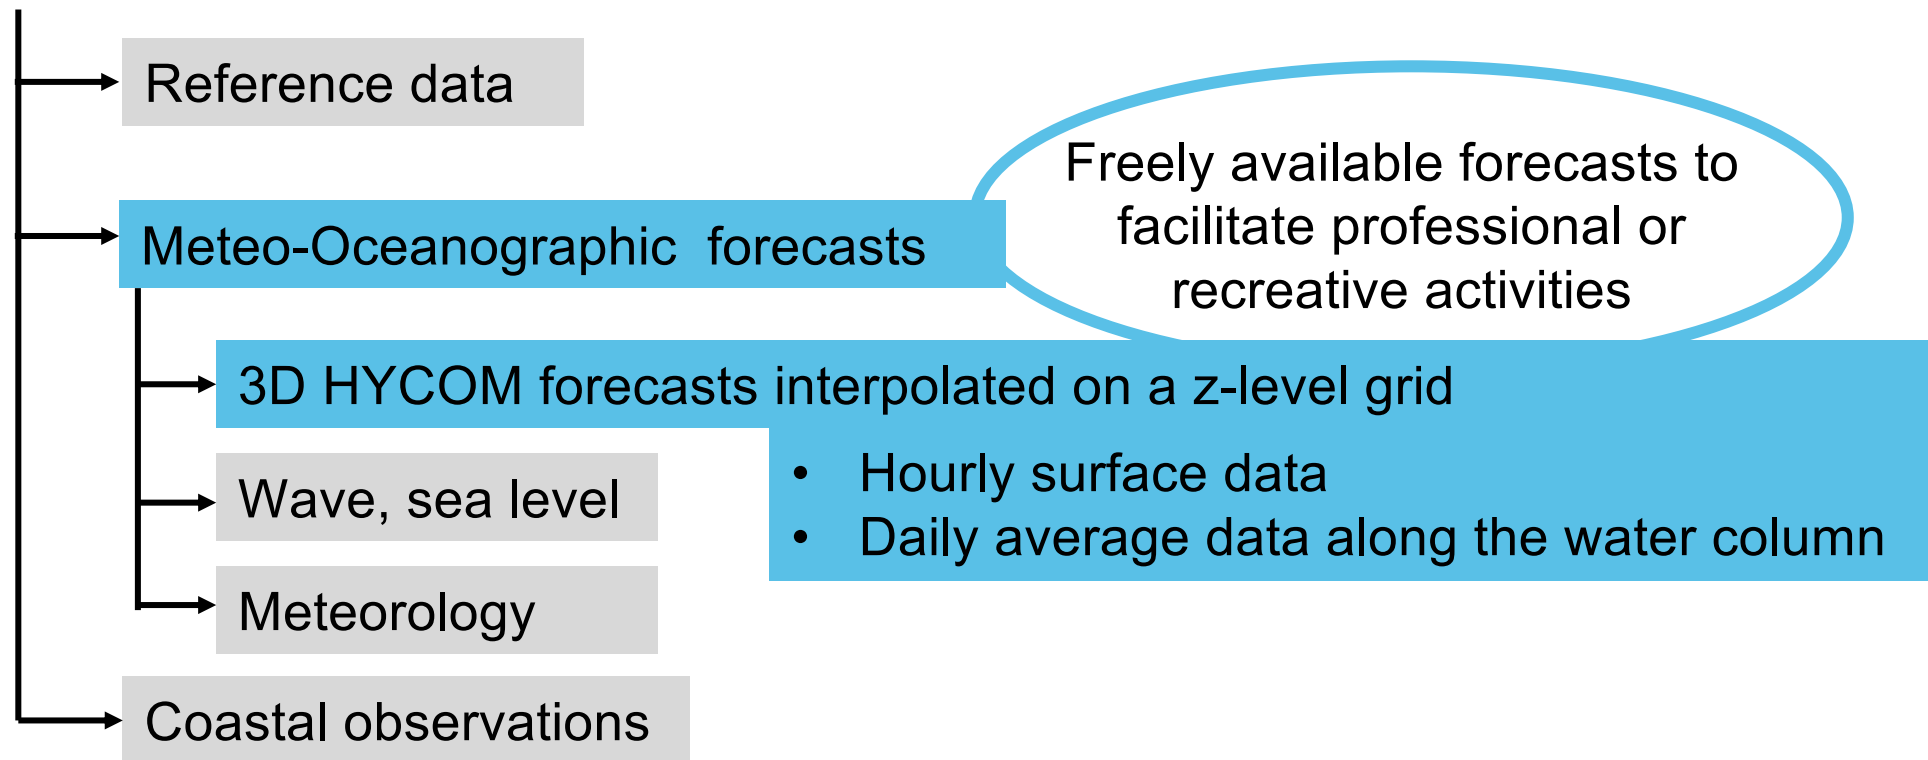 Reference data
Freely available forecasts to
facilitate professional or
recreative activities
Meteo-Oceanographic  forecasts
3D HYCOM forecasts interpolated on a z-level grid
• Hourly surface data
• Daily average data along the water column
Wave, sea level
Meteorology
Coastal observations